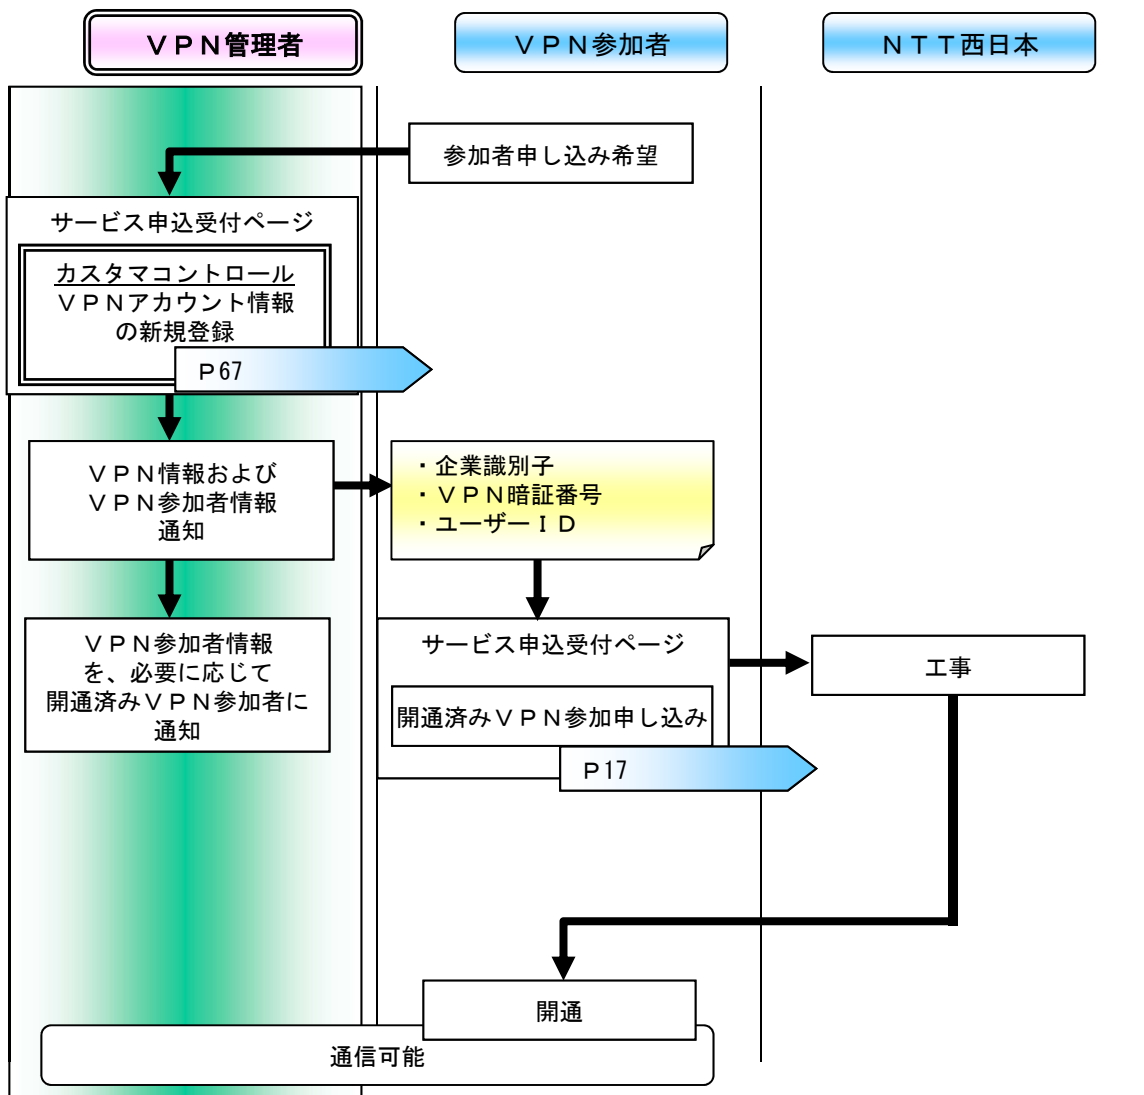 ＶＰＮ管理者
ＶＰＮ参加者
ＮＴＴ西日本
参加者申し込み希望
サービス申込受付ページ
カスタマコントロール
ＶＰＮアカウント情報
の新規登録
Ｐ67
ＶＰＮ情報および
ＶＰＮ参加者情報
通知
・企業識別子
・ＶＰＮ暗証番号
・ユーザーＩＤ
ＶＰＮ参加者情報
を、必要に応じて
開通済みＶＰＮ参加者に
通知
サービス申込受付ページ
開通済みＶＰＮ参加申し込み
Ｐ17
工事
開通
通信可能